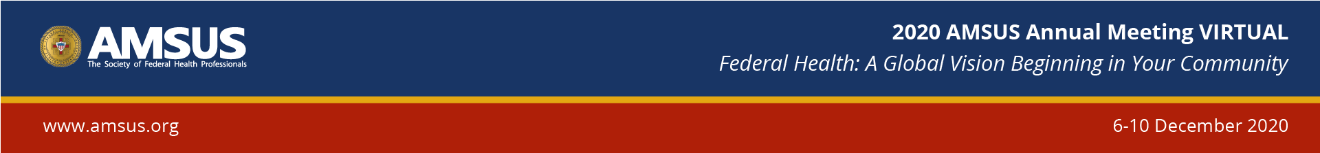 AMSUS
The Society of Federal Health Professionals
2020 AMSUS Annual Meeting VIRTUAL
Federal Health: A Global Vision Beginning in Your Community
www.amsus.org
6-10 December 2020